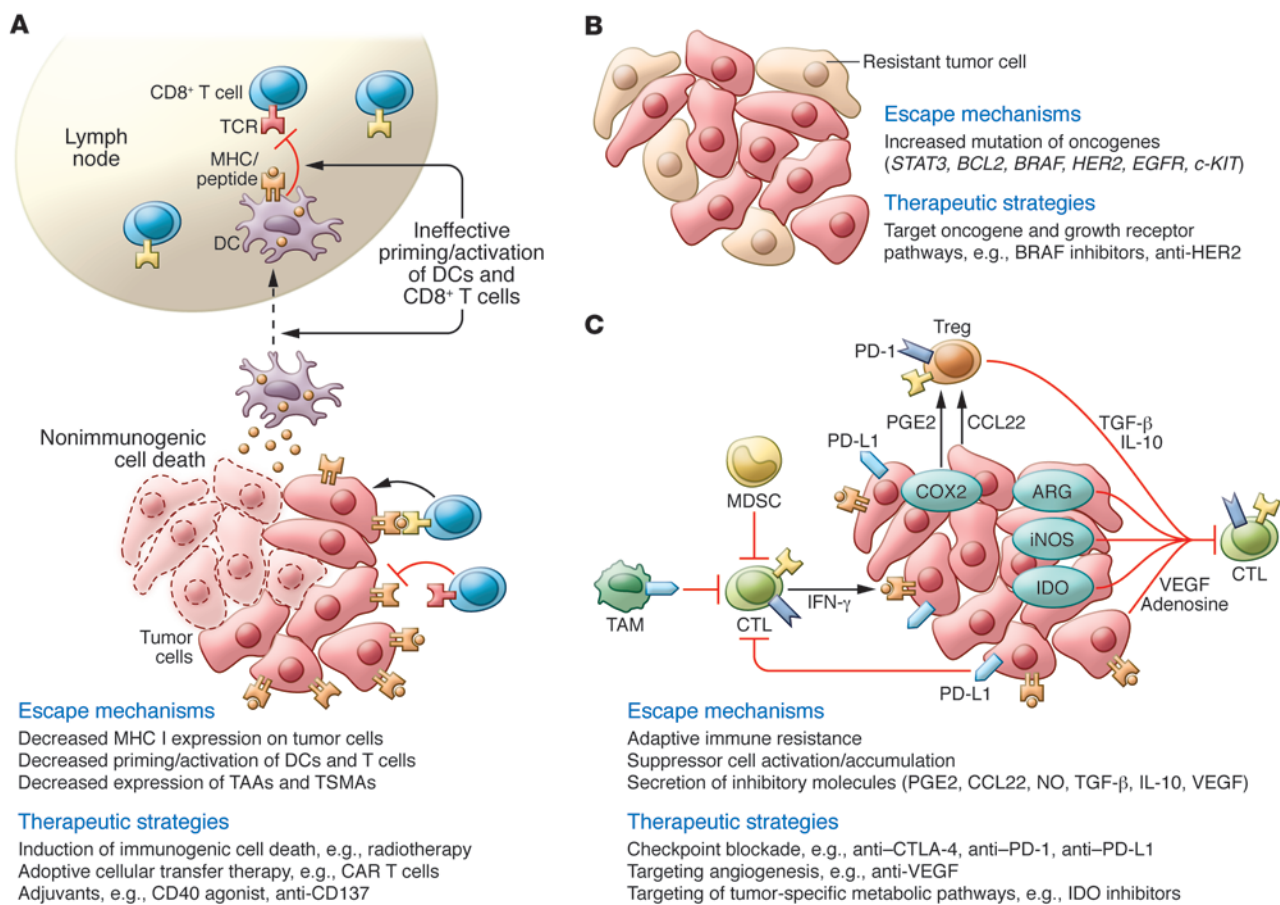 A
CD8+ T cell
TCR
Lymph
node
MHC/
peptide
DC
Ineffective
priming/activation
of DCs and
CD8+ T cells
Nonimmunogenic
cell death
Tumor
cells
Escape mechanisms
Decreased MHC I expression on tumor cells
Decreased priming/activation of DCs and T cells
Decreased expression of TAAs and TSMAs
Therapeutic strategies
Induction of immunogenic cell death, e.g., radiotherapy
Adoptive cellular transfer therapy, e.g., CAR T cells
Adjuvants, e.g., CD40 agonist, anti-CD137
B
Resistant tumor cell
Escape mechanisms
Increased mutation of oncogenes
(STAT3, BCL2, BRAF, HER2, EGFR, c-KIT)
Therapeutic strategies
Target oncogene and growth receptor
pathways, e.g., BRAF inhibitors, anti-HER2
C
Treg
PD-1
PGE2
CCL22
TGF-β
IL-10
PD-L1
MDSC
COX2
ARG
iNOS
IDO
CTL
TAM
CTL
IFN-γ
VEGF
Adenosine
PD-L1
Escape mechanisms
Adaptive immune resistance
Suppressor cell activation/accumulation
Secretion of inhibitory molecules (PGE2, CCL22, NO, TGF-β, IL-10, VEGF)
Therapeutic strategies
Checkpoint blockade, e.g., anti–CTLA-4, anti–PD-1, anti–PD-L1
Targeting angiogenesis, e.g., anti-VEGF
Targeting of tumor-specific metabolic pathways, e.g., IDO inhibitors